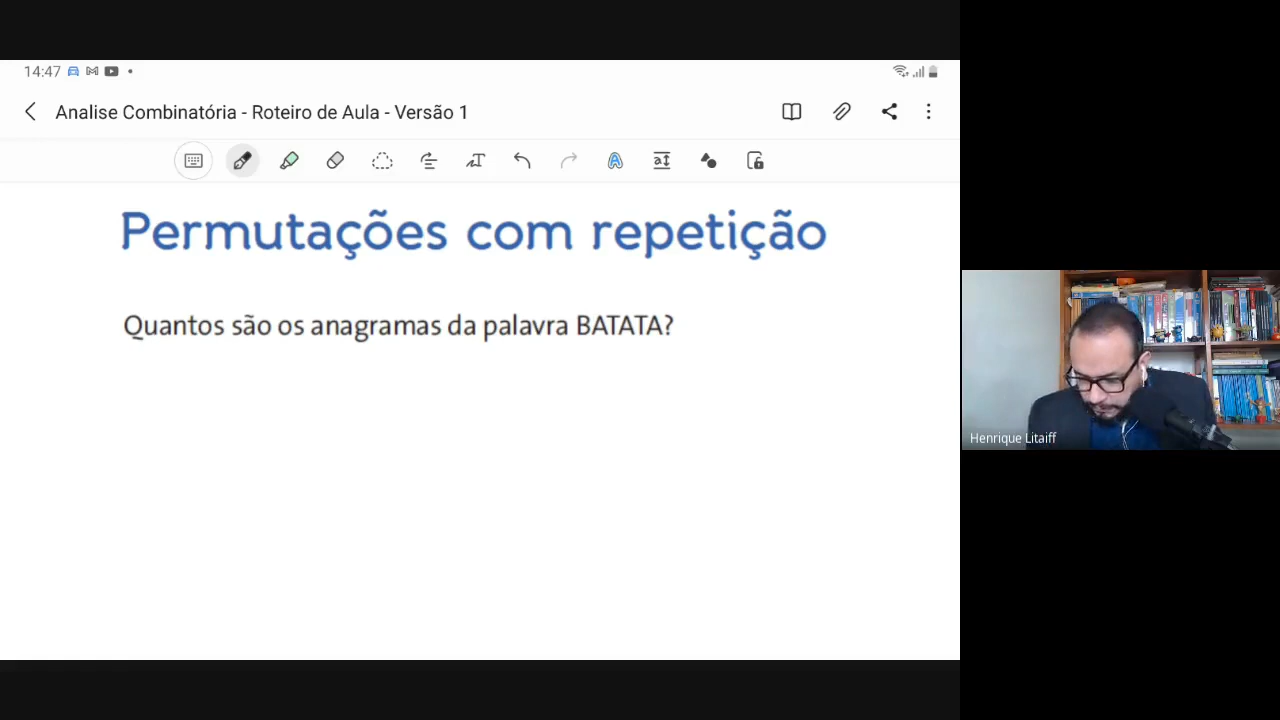 14:47
Analise Combinatória - Roteiro de Aula - Versão 1
Permutações com repetição
Quantos são os anagramas da palavra BATATA?
Henrique Litaiff